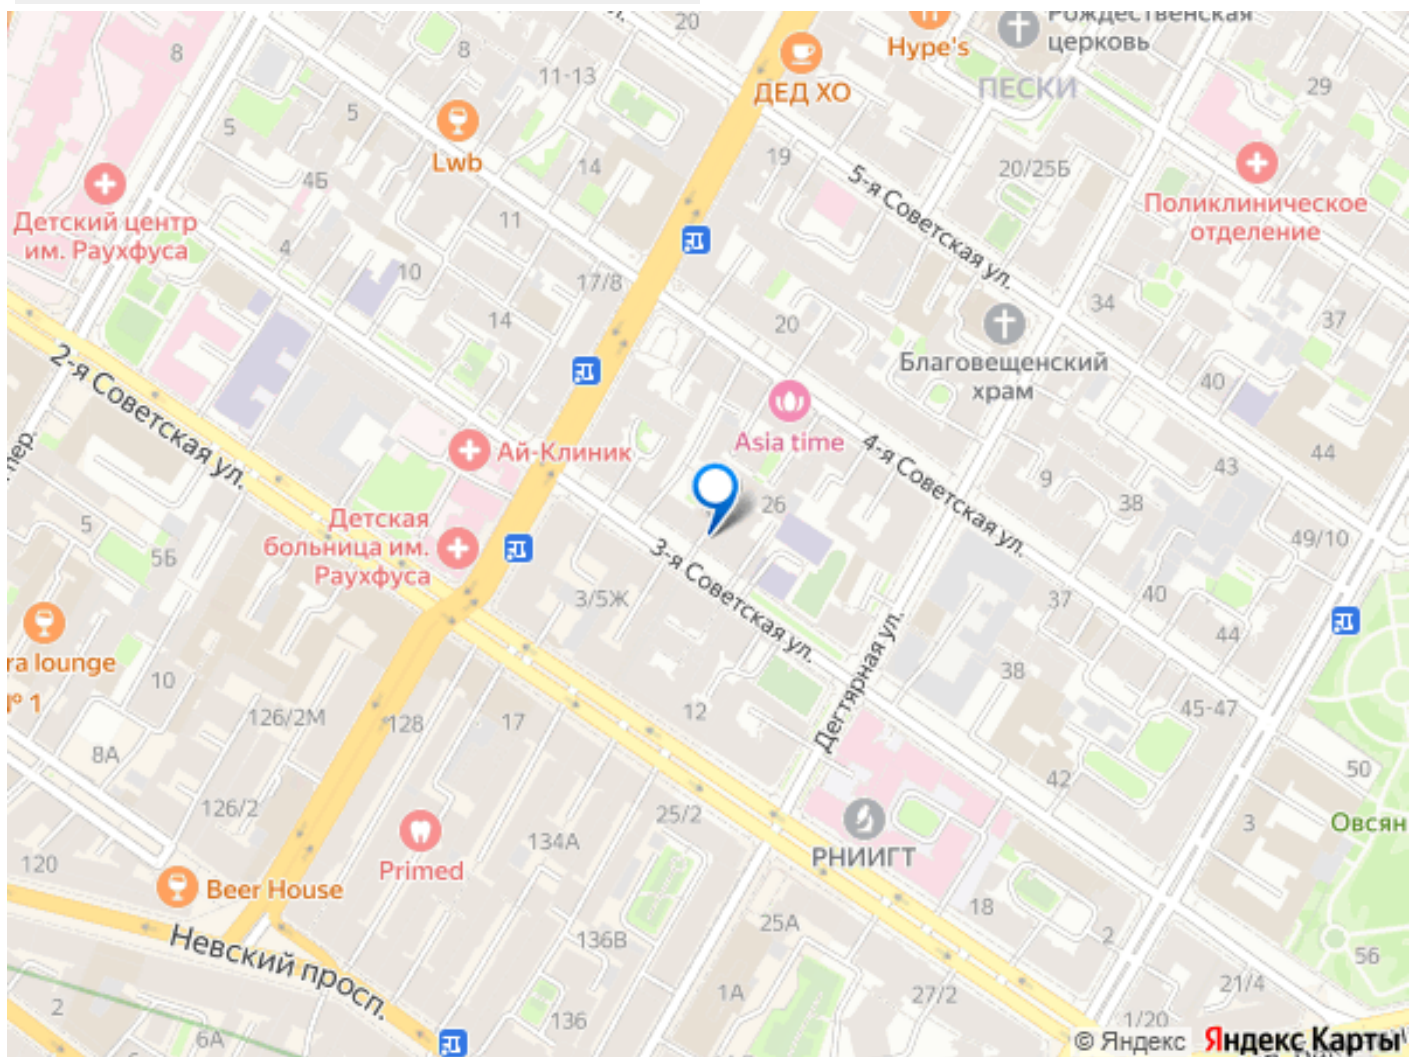 20
8
Hype's
Рождественская
церковь
11-13
ДЕД ХО
ПЕСКИ
29
5
5
Lwb
14
19
20/25Б
4Б
5-я Советская ул.
Поликлиническое
отделение
Детский центр
им. Раухфуса
11
4
10
17/8
34
14
20
37
2-я Советская ул.
Благовещенский
храм
40
Asia time
Ай-Клиник
4-я Советская ул.
44
43
9
38
пер.
5
5Б
Детская
больница им.
Раухфуса
26
3-я Советская ул.
49/10
3/5Ж
37
40
44
ra lounge
№ 1
10
38
Дегтярная ул.
45-47
126/2М
128
17
12
8А
42
50
126/2
25/2
3
Овсян
134А
РНИИГТ
120
Primed
Beer House
18
25А
2
Невский просп.
136В
56
1А
27/2
21/4
2
6А
136
1/20
© Яндекс Яндекс Карты